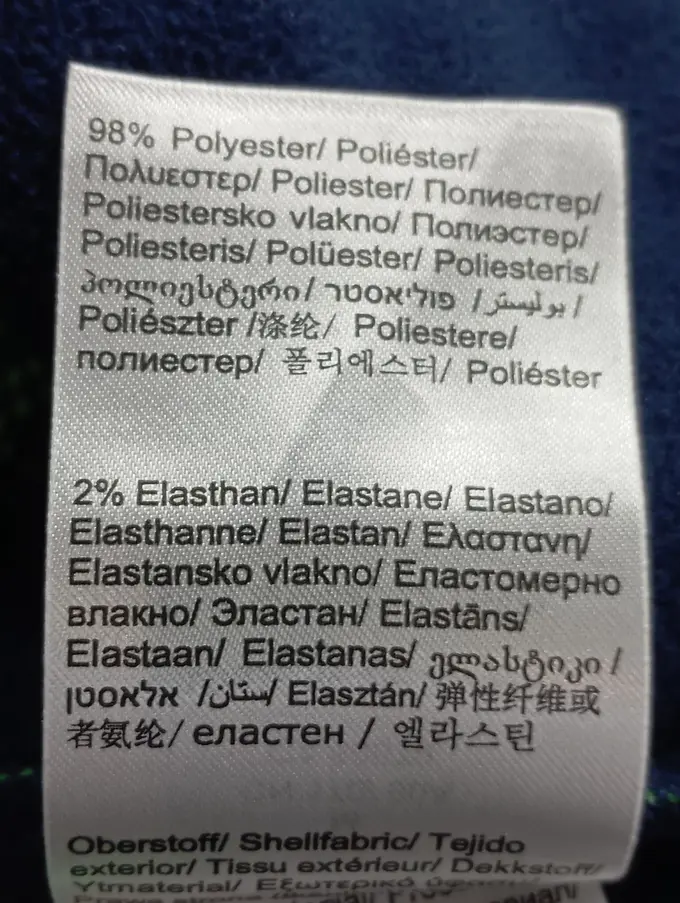 98% Polyester/ Poliéster/
Πολυεστερ/ Poliester/ Полиестер/
Poliestersko vlakno/ Полиэстер/
Poliesteris/ Polüester/ Poliesteris/
პოლიესტერი/ פוליאסטר /بوليستر/
Poliészter /涤纶/ Poliestere/
полиестер/ 폴리에스터/ Poliéster
2% Elasthan/ Elastane/ Elastano/
Elasthanne/ Elastan/ Ελαστανη/
Elastansko vlakno/ Еластомерно
влакно/ Эластан/ Elastāns/
Elastaan/ Elastanas/ ელასტიკი/
אלאסטן /ستان/ Elasztán/ 弹性纤维或
者氨纶/ еластен / 엘라스틴
Oberstoff/ Shellfabric/ Tejido
exterior/ Tissu extérieur/ Dekkstoff/
Ytmaterial/ Εξωτερικό